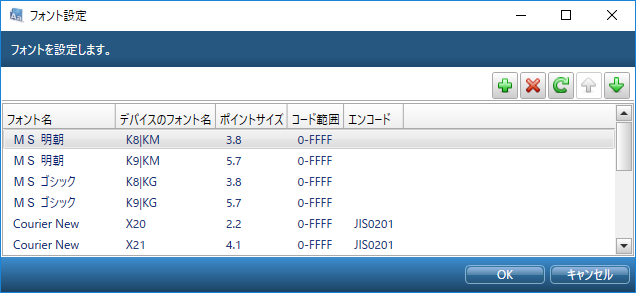 フォント設定
フォントを設定します。
フォント名 デバイスのフォント名 ポイントサイズ コード範囲 エンコード
ＭＳ 明朝 K8|KM 3.8 0-FFFF
ＭＳ 明朝 K9|KM 5.7 0-FFFF
ＭＳ ゴシック K8|KG 3.8 0-FFFF
ＭＳ ゴシック K9|KG 5.7 0-FFFF
Courier New X20 2.2 0-FFFF JIS0201
Courier New X21 4.1 0-FFFF JIS0201
OK キャンセル